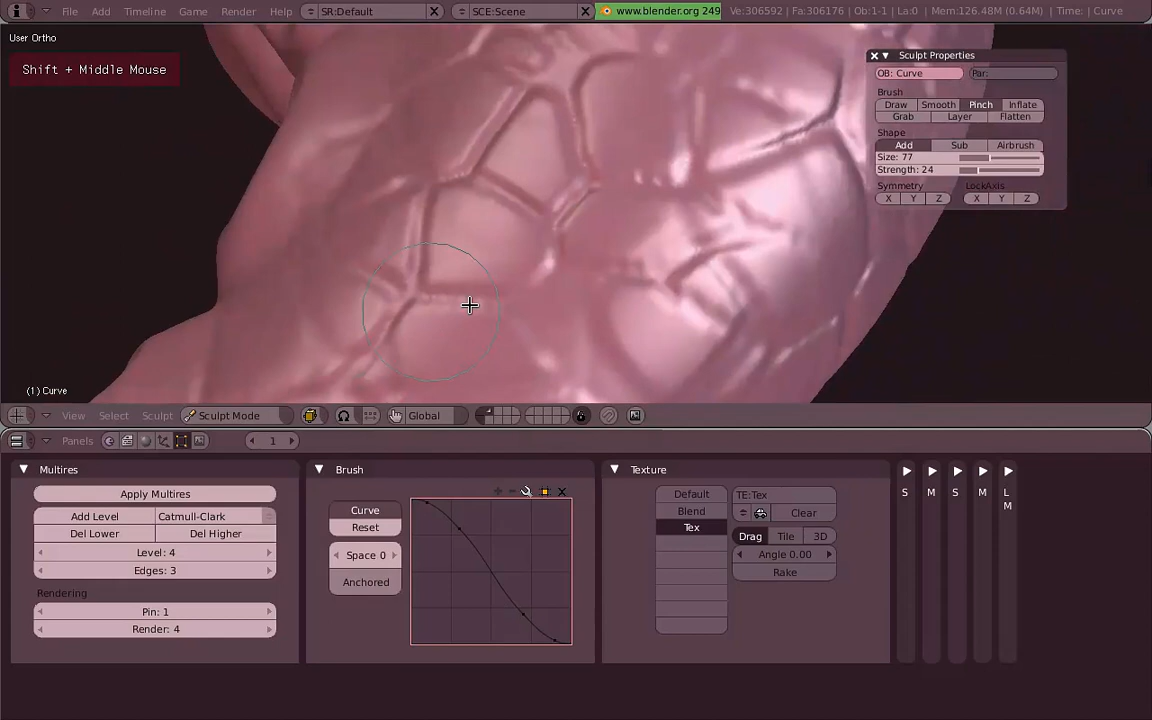 File Add Timeline Game Render Help SR:Default SCE:Scene www.blender.org 249 Ve:306592 | Fa:306176 | Ob:1-1 | La:0 | Mem:126.48M (0.64M) | Time: | Curve
User Ortho
Shift + Middle Mouse
Sculpt Properties
OB: Curve Par:
Brush
Draw Smooth Pinch Inflate
Grab Layer Flatten
Shape
Add Sub Airbrush
Size: 77
Strength: 24
Symmetry LockAxis
X Y Z X Y Z
(1) Curve
View Select Sculpt Sculpt Mode Global
Panels 1
Multires
Apply Multires
Add Level Catmull-Clark
Del Lower Del Higher
Level: 4
Edges: 3
Rendering
Pin: 1
Render: 4
Brush
Curve
Reset
Space 0
Anchored
Texture
Default
Blend
Tex
TE:Tex
Clear
Drag Tile 3D
Angle 0.00
Rake
S M S M L
M